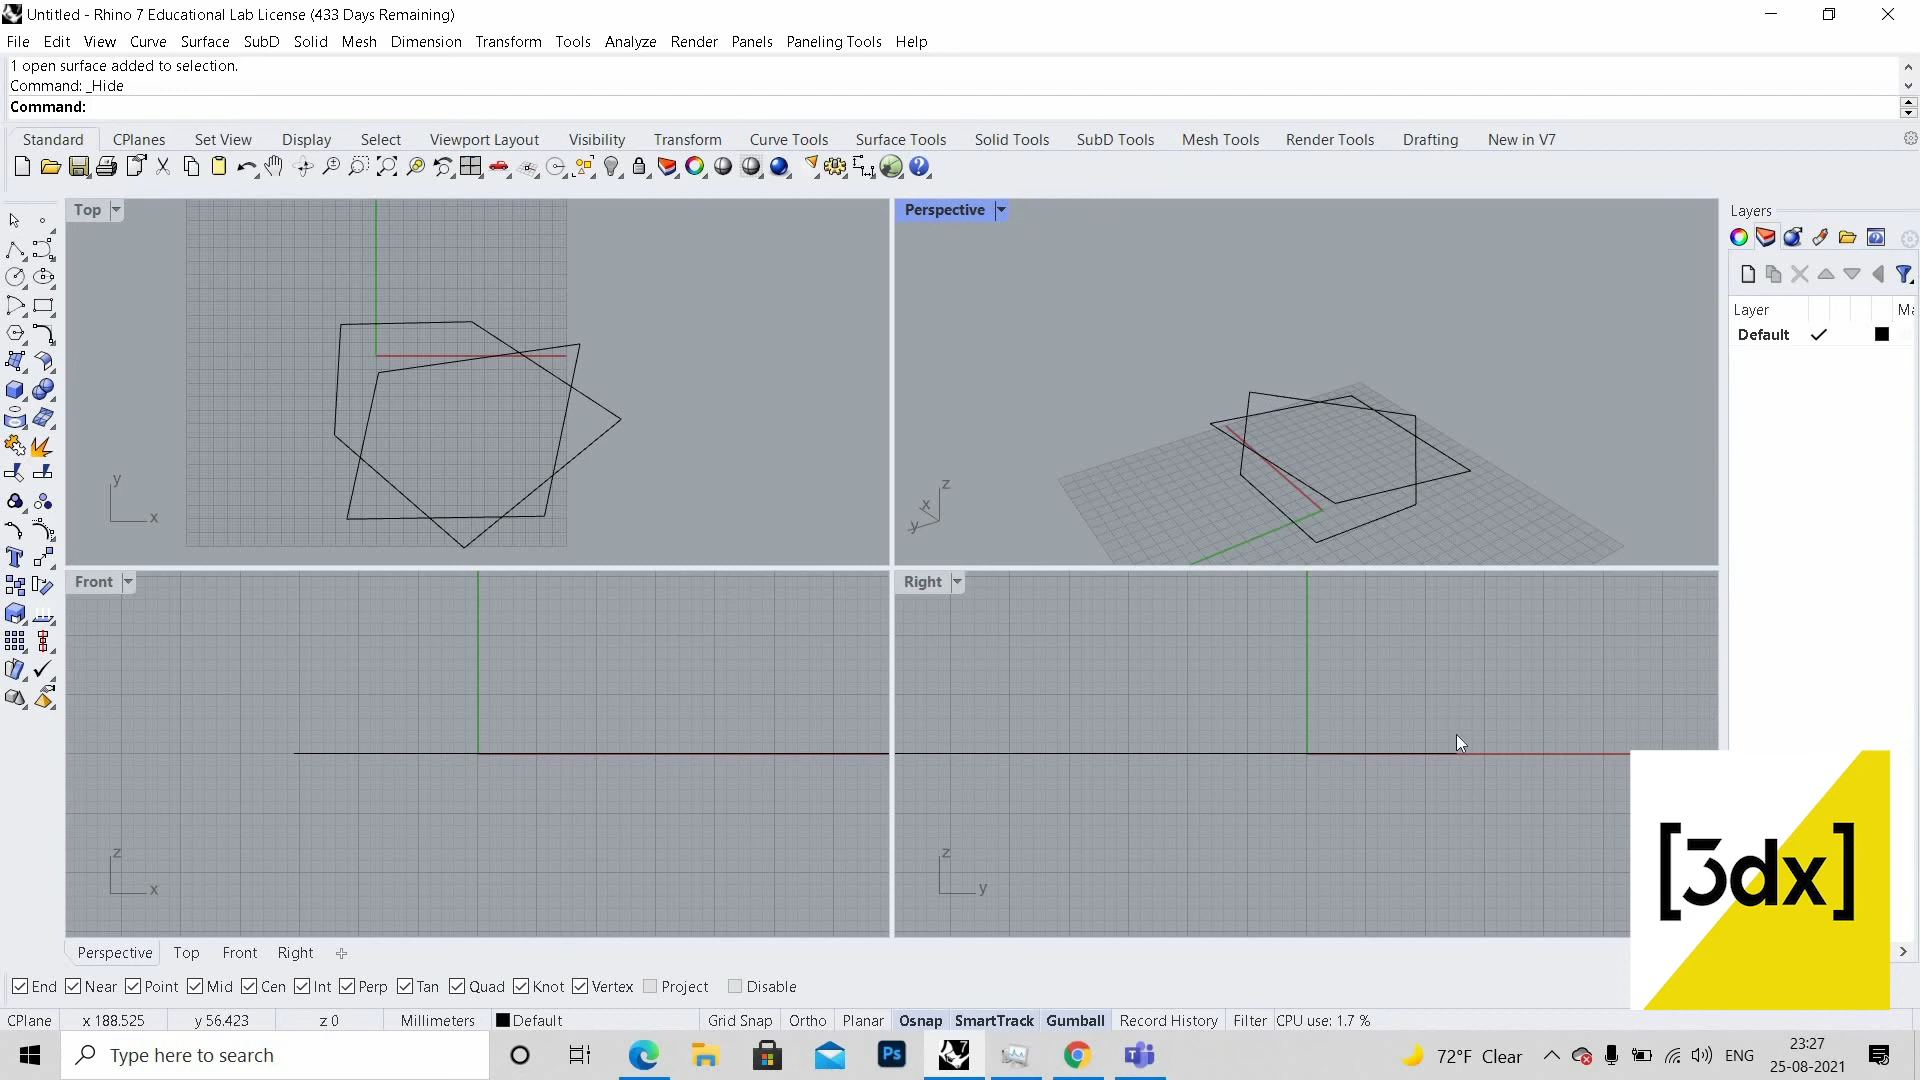 Untitled - Rhino 7 Educational Lab License (433 Days Remaining)
File Edit View Curve Surface SubD Solid Mesh Dimension Transform Tools Analyze Render Panels Paneling Tools Help
1 open surface added to selection.
Command: _Hide
Command:
Standard CPlanes Set View Display Select Viewport Layout Visibility Transform Curve Tools Surface Tools Solid Tools SubD Tools Mesh Tools Render Tools Drafting New in V7
Top
Perspective
Layers
Layer
Default
y
x
z
x
y
Front
Right
z
x
z
y
[3dx]
Perspective Top Front Right
End Near Point Mid Cen Int Perp Tan Quad Knot Vertex Project Disable
CPlane x 188.525 y 56.423 z 0 Millimeters Default Grid Snap Ortho Planar Osnap SmartTrack Gumball Record History Filter CPU use: 1.7 %
Type here to search
Ps
72°F Clear
ENG
23:27
25-08-2021